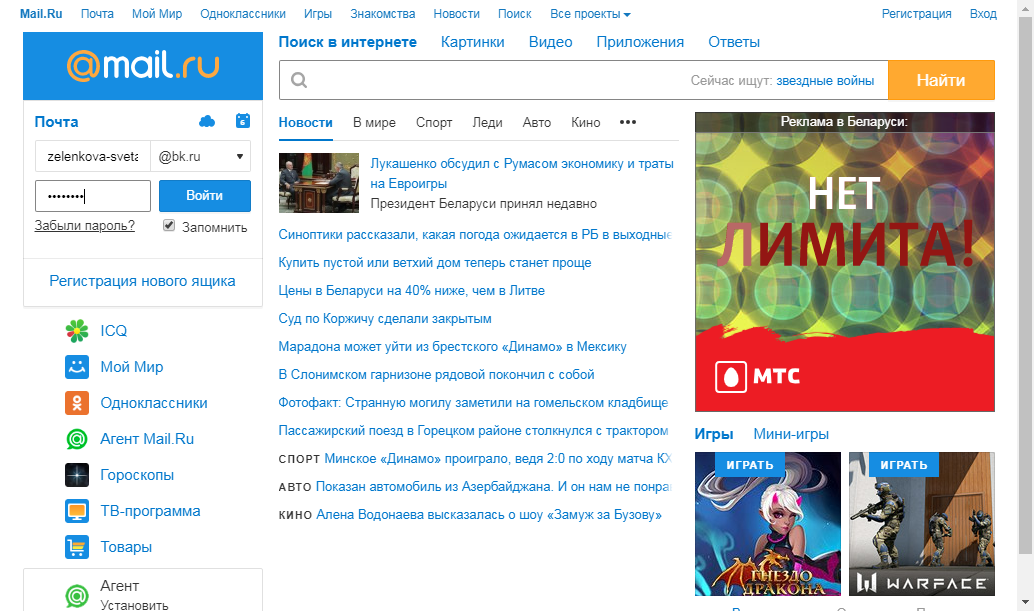 Mail.Ru Почта Мой Мир Одноклассники Игры Знакомства Новости Поиск Все проекты Регистрация Вход
@mail.ru
Почта
6
zelenkova-sveta @bk.ru
Войти
Забыли пароль? Запомнить
Регистрация нового ящика
ICQ
Мой Мир
Одноклассники
Агент Mail.Ru
Гороскопы
ТВ-программа
Товары
Агент
Установить
Поиск в интернете Картинки Видео Приложения Ответы
Сейчас ищут: звездные войны Найти
Новости В мире Спорт Леди Авто Кино •••
Лукашенко обсудил с Румасом экономику и траты
на Евроигры
Президент Беларуси принял недавно
Синоптики рассказали, какая погода ожидается в РБ в выходные
Купить пустой или ветхий дом теперь станет проще
Цены в Беларуси на 40% ниже, чем в Литве
Суд по Коржичу сделали закрытым
Марадона может уйти из брестского «Динамо» в Мексику
В Слонимском гарнизоне рядовой покончил с собой
Фотофакт: Странную могилу заметили на гомельском кладбище
Пассажирский поезд в Горецком районе столкнулся с трактором
СПОРТ Минское «Динамо» проиграло, ведя 2:0 по ходу матча КХ
АВТО Показан автомобиль из Азербайджана. И он нам не понра
КИНО Алена Водонаева высказалась о шоу «Замуж за Бузову»
Реклама в Беларуси:
НЕТ
ЛИМИТА!
МТС
Игры Мини-игры
ИГРАТЬ
ГНЕЗДО
ДРАКОНА
ИГРАТЬ
WARFACE